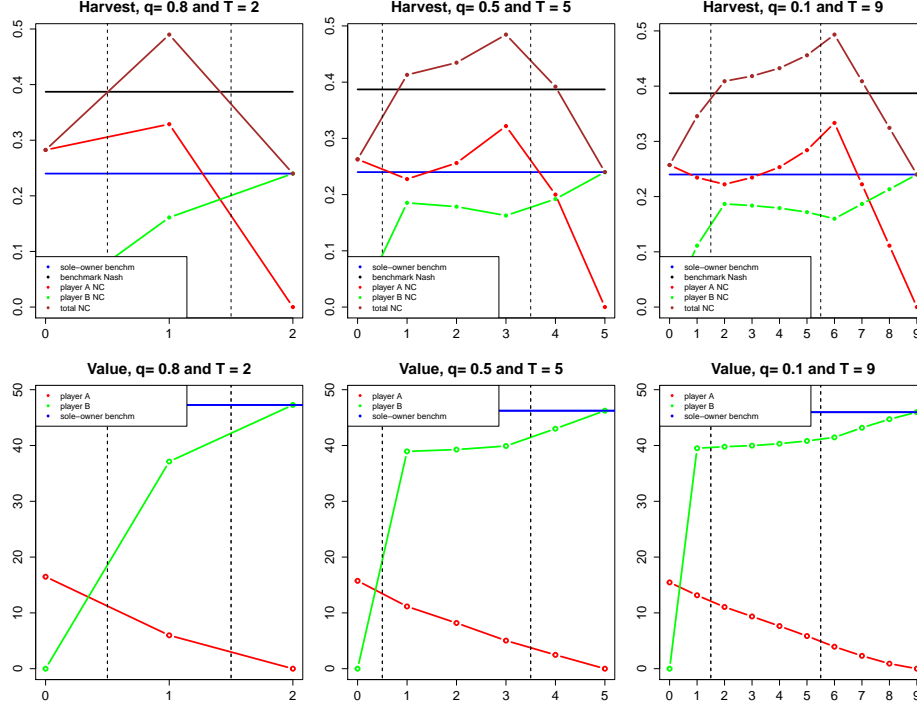 Harvest, q= 0.8 and T = 2
0.0 0.1 0.2 0.3 0.4 0.5
sole−owner benchm
benchmark Nash
player A NC
player B NC
total NC
0 1 2
Harvest, q= 0.5 and T = 5
0.0 0.1 0.2 0.3 0.4 0.5
sole−owner benchm
benchmark Nash
player A NC
player B NC
total NC
0 1 2 3 4 5
Harvest, q= 0.1 and T = 9
0.0 0.1 0.2 0.3 0.4 0.5
sole−owner benchm
benchmark Nash
player A NC
player B NC
total NC
0 1 2 3 4 5 6 7 8 9
Value, q= 0.8 and T = 2
0 10 20 30 40 50
player A
player B
sole−owner benchm
0 1 2
Value, q= 0.5 and T = 5
0 10 20 30 40 50
player A
player B
sole−owner benchm
0 1 2 3 4 5
Value, q= 0.1 and T = 9
0 10 20 30 40 50
player A
player B
sole−owner benchm
0 1 2 3 4 5 6 7 8 9